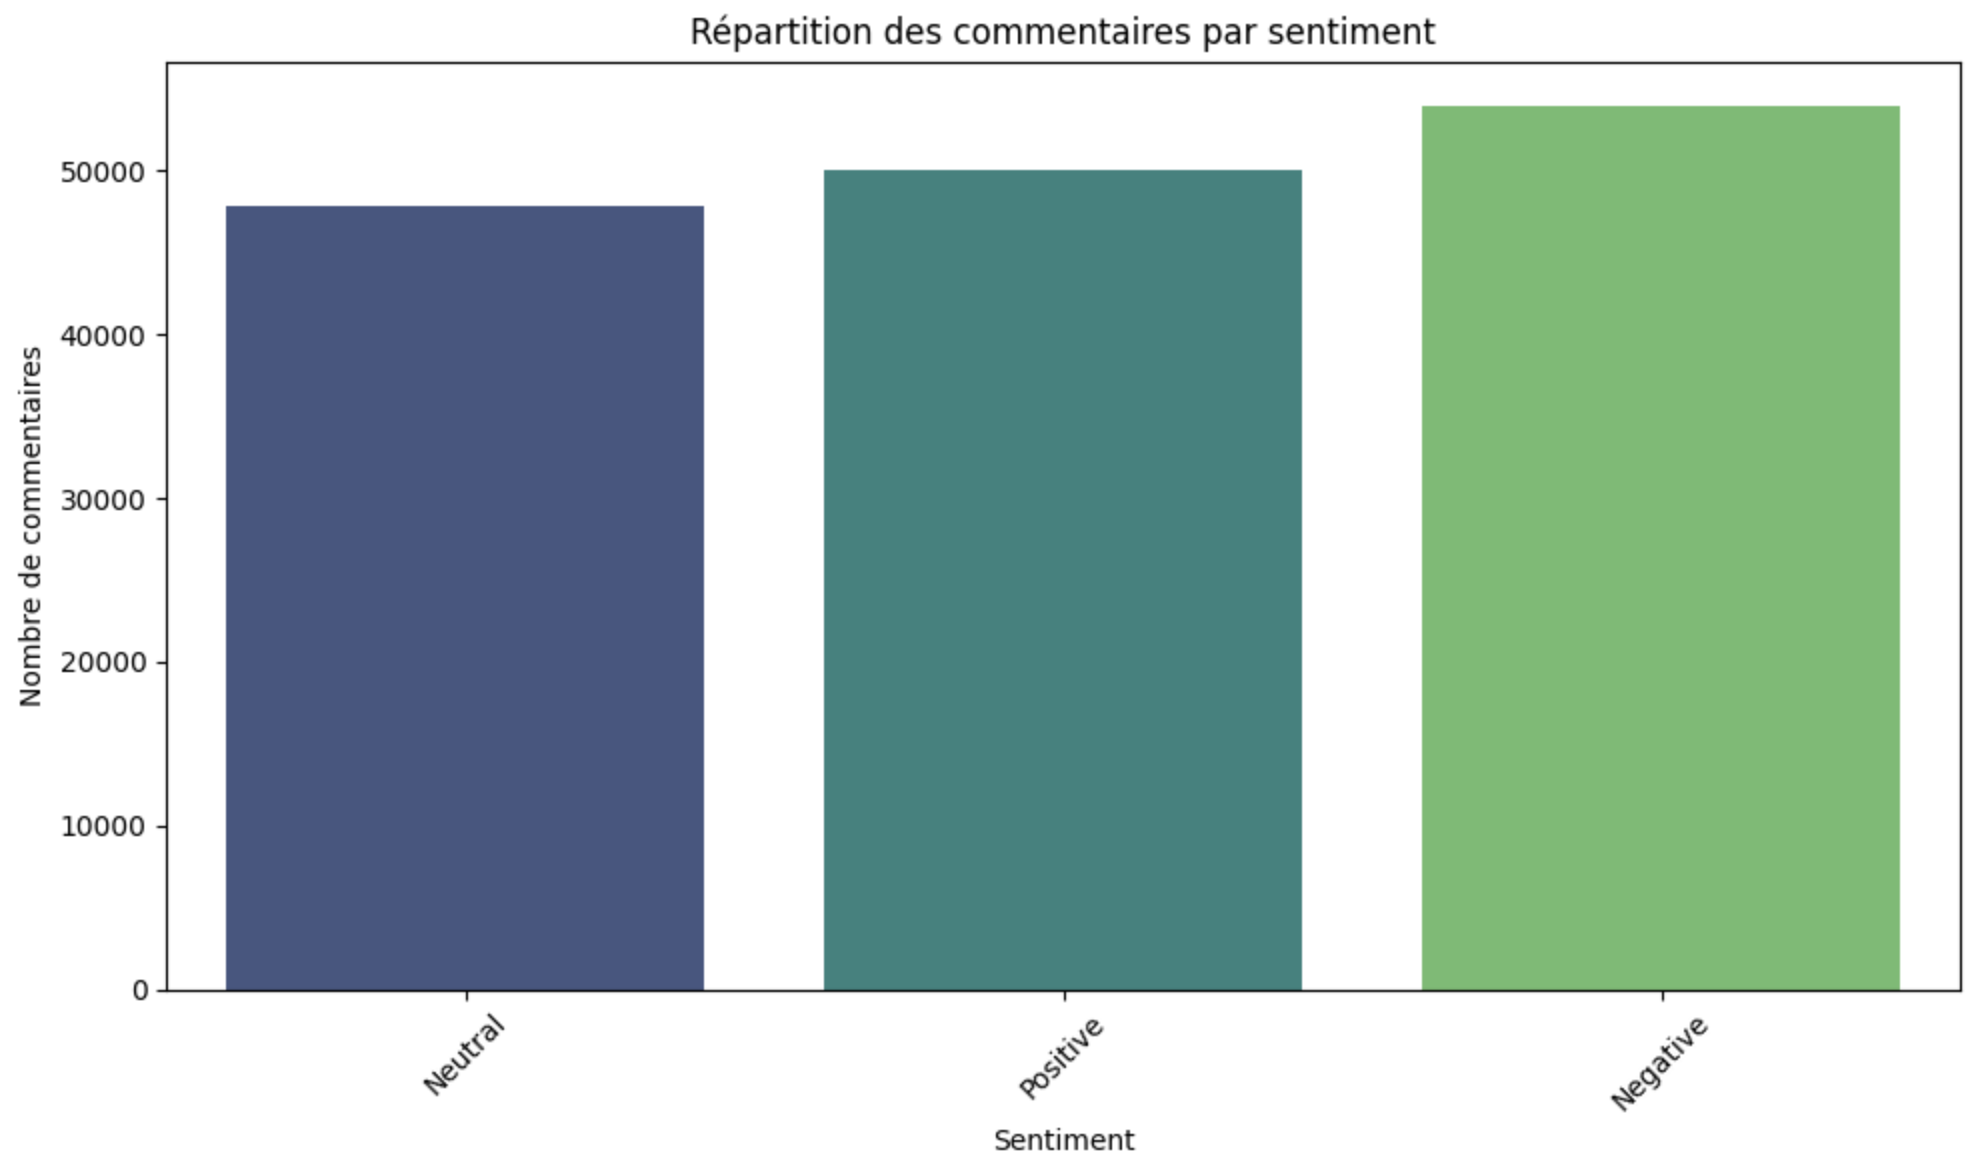 Répartition des commentaires par sentiment
Nombre de commentaires
50000
40000
30000
20000
10000
0
Neutral
Positive
Negative
Sentiment